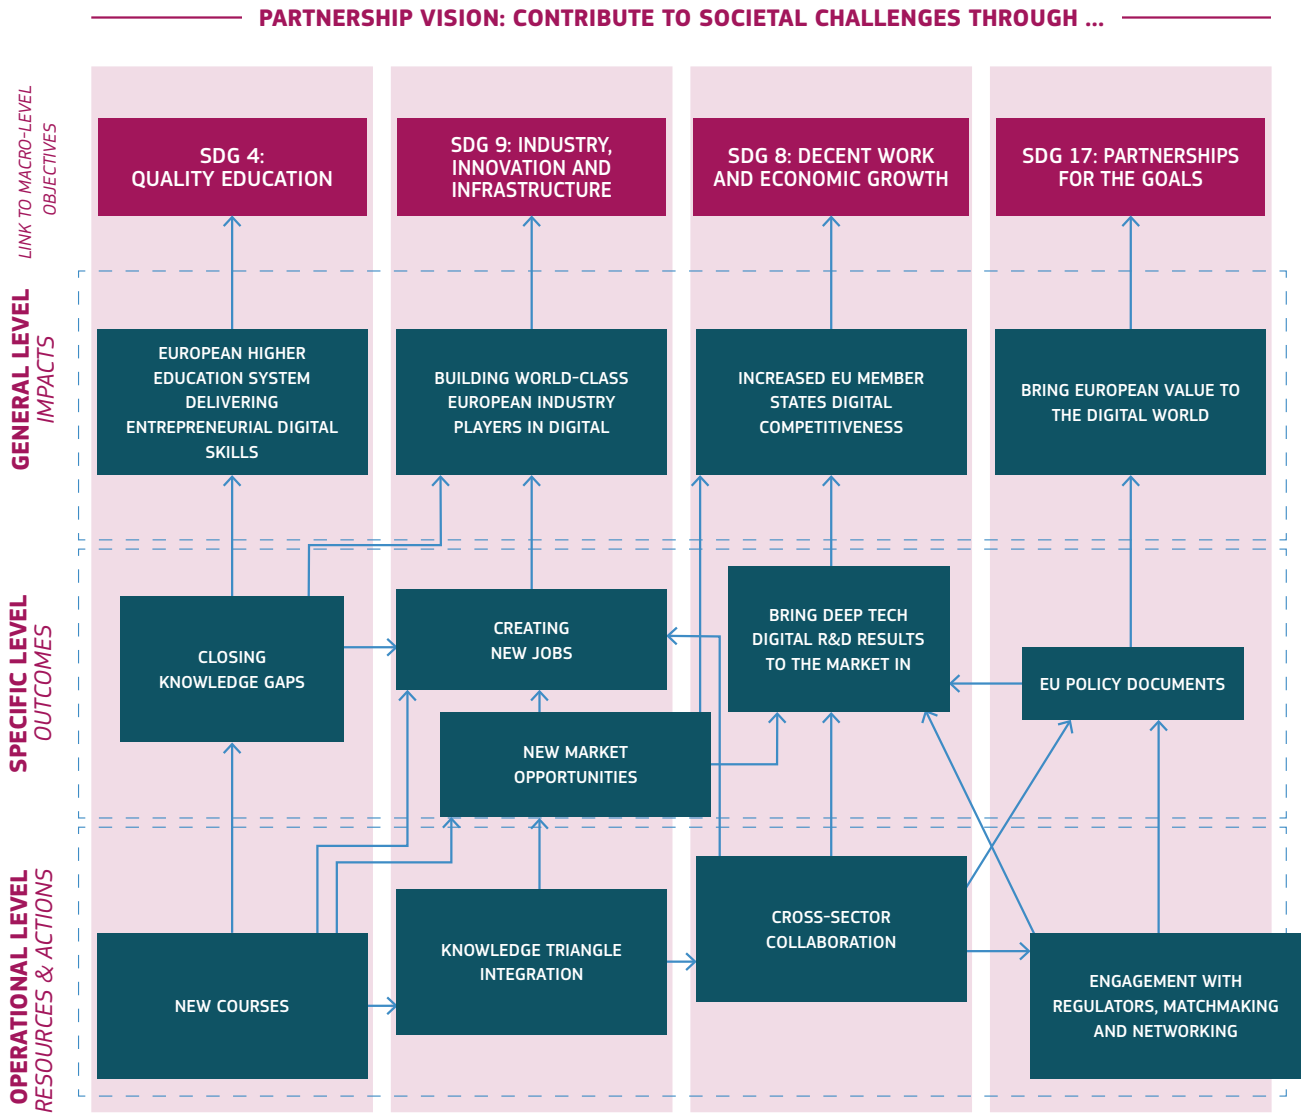 PARTNERSHIP VISION: CONTRIBUTE TO SOCIETAL CHALLENGES THROUGH ...
LINK TO MACRO-LEVEL
OBJECTIVES
SDG 4:
QUALITY EDUCATION
SDG 9: INDUSTRY,
INNOVATION AND
INFRASTRUCTURE
SDG 8: DECENT WORK
AND ECONOMIC GROWTH
SDG 17: PARTNERSHIPS
FOR THE GOALS
GENERAL LEVEL
IMPACTS
EUROPEAN HIGHER
EDUCATION SYSTEM
DELIVERING
ENTREPRENEURIAL DIGITAL
SKILLS
BUILDING WORLD-CLASS
EUROPEAN INDUSTRY
PLAYERS IN DIGITAL
INCREASED EU MEMBER
STATES DIGITAL
COMPETITIVENESS
BRING EUROPEAN VALUE TO
THE DIGITAL WORLD
SPECIFIC LEVEL
OUTCOMES
CLOSING
KNOWLEDGE GAPS
CREATING
NEW JOBS
NEW MARKET
OPPORTUNITIES
BRING DEEP TECH
DIGITAL R&D RESULTS
TO THE MARKET IN
EU POLICY DOCUMENTS
OPERATIONAL LEVEL
RESOURCES & ACTIONS
NEW COURSES
KNOWLEDGE TRIANGLE
INTEGRATION
CROSS-SECTOR
COLLABORATION
ENGAGEMENT WITH
REGULATORS, MATCHMAKING
AND NETWORKING